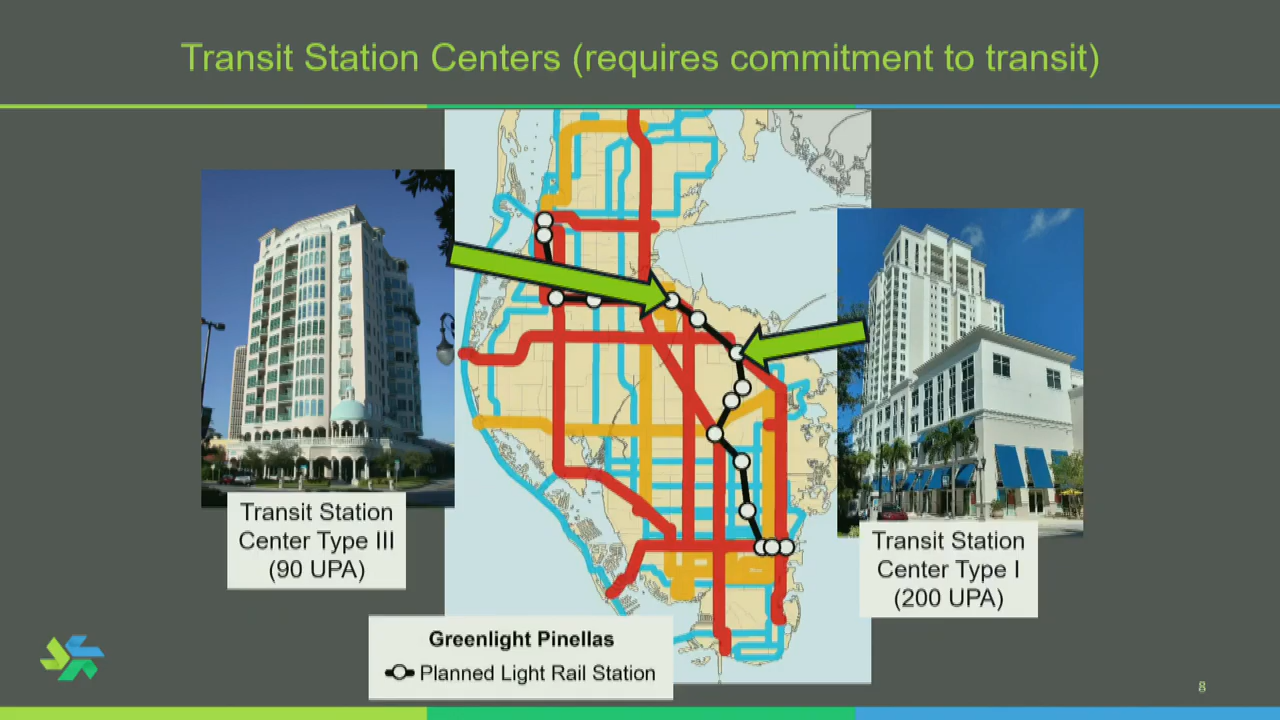 Transit Station Centers (requires commitment to transit)
Transit Station
Center Type III
(90 UPA)
Transit Station
Center Type I
(200 UPA)
Greenlight Pinellas
Planned Light Rail Station
8